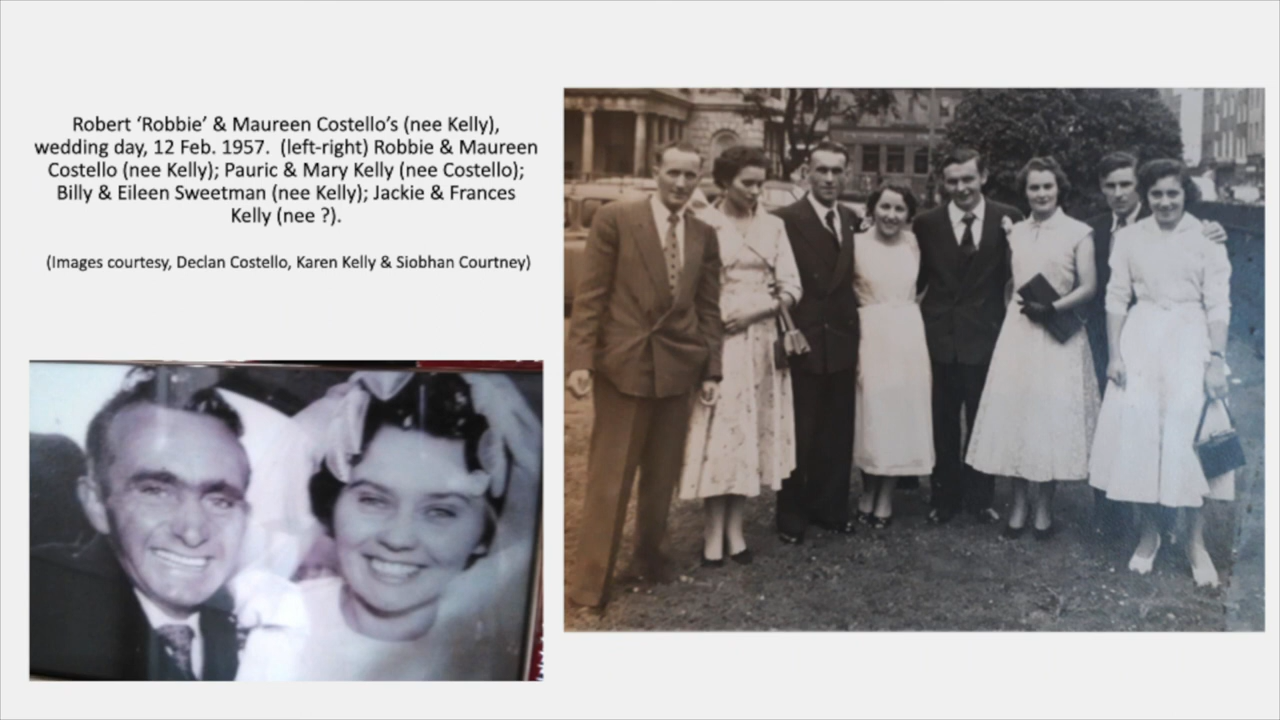 Robert ‘Robbie’ & Maureen Costello’s (nee Kelly),
wedding day, 12 Feb. 1957.  (left-right) Robbie & Maureen
Costello (nee Kelly); Pauric & Mary Kelly (nee Costello);
Billy & Eileen Sweetman (nee Kelly); Jackie & Frances
Kelly (nee ?).
(Images courtesy, Declan Costello, Karen Kelly & Siobhan Courtney)